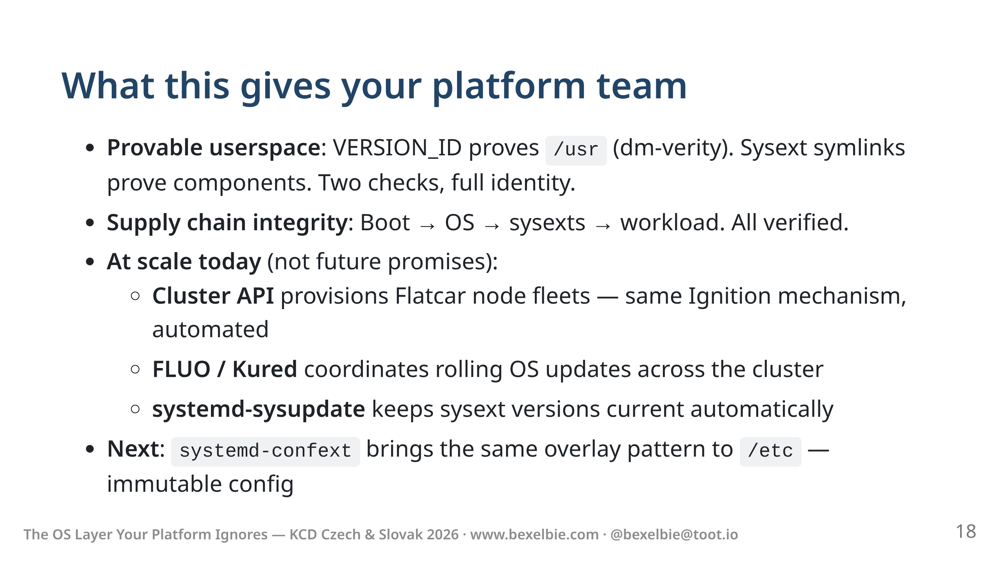 What this gives your platform team
• Provable userspace: VERSION_ID proves /usr (dm-verity). Sysext symlinks
prove components. Two checks, full identity.
• Supply chain integrity: Boot → OS → sysexts → workload. All verified.
• At scale today (not future promises):
◦ Cluster API provisions Flatcar node fleets — same Ignition mechanism,
automated
◦ FLUO / Kured coordinates rolling OS updates across the cluster
◦ systemd-sysupdate keeps sysext versions current automatically
• Next: systemd-confext brings the same overlay pattern to /etc —
immutable config
The OS Layer Your Platform Ignores — KCD Czech & Slovak 2026 · www.bexelbie.com · @bexelbie@toot.io
18